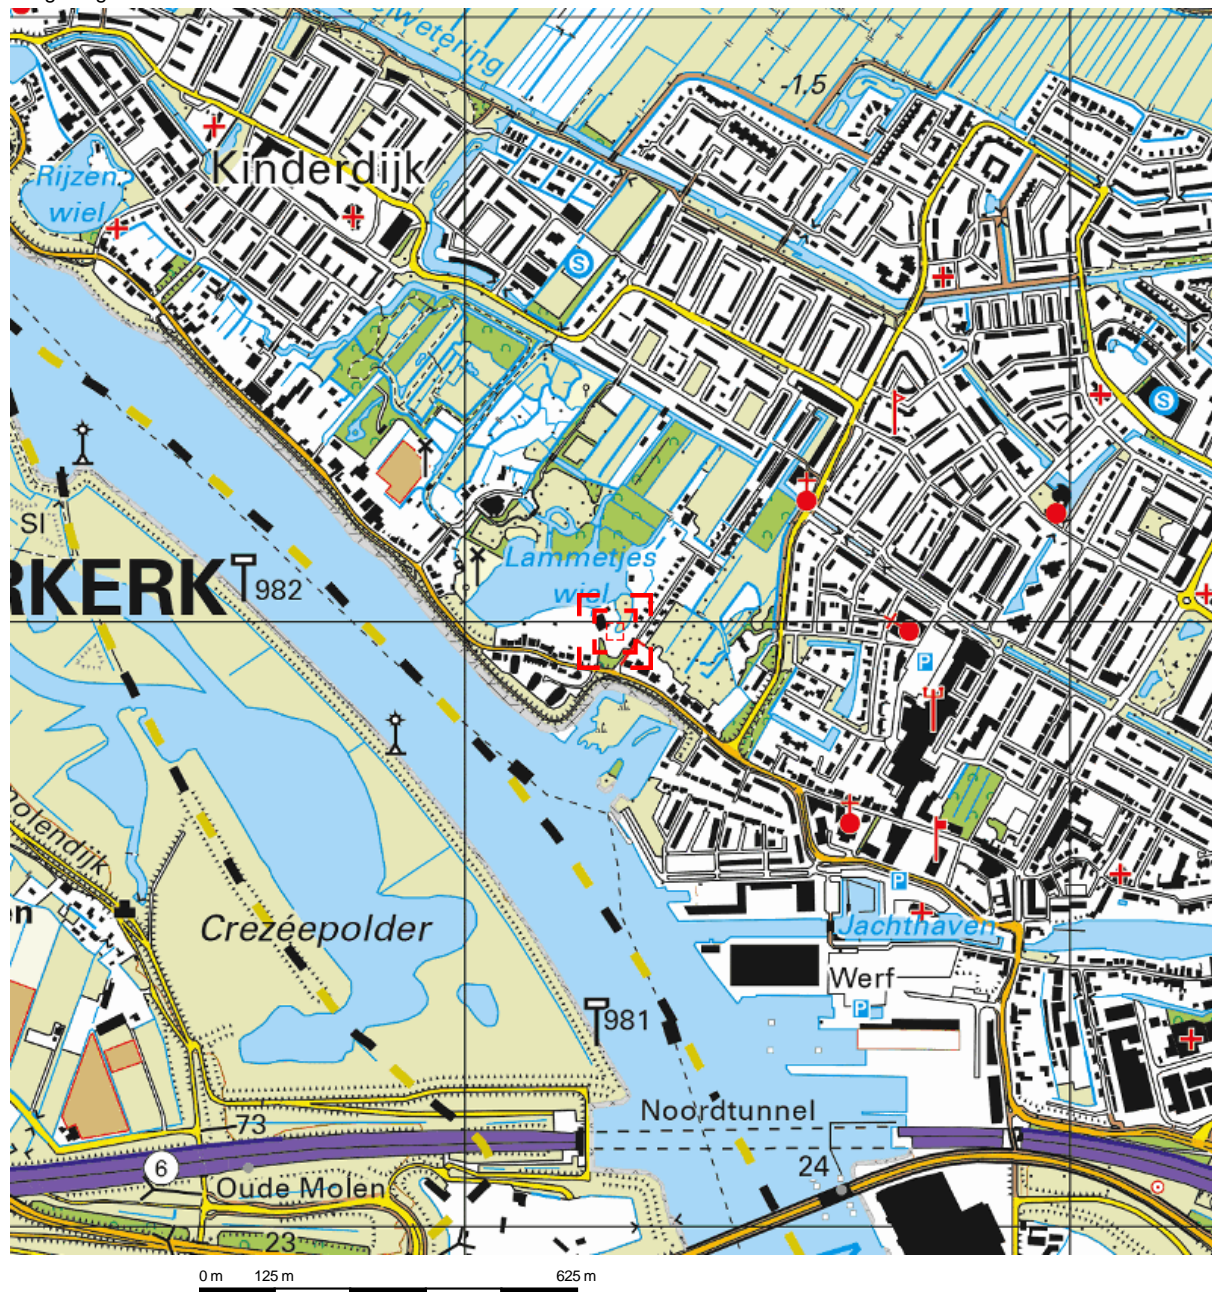 wetering
-1.5
Kinderdijk
Rijzen
wiel
S
S
SI
Lammetjes
wiel
RKERK
982
P
olendijk
P
Crezéepolder
Jachthaven
Werf
P
981
Noordtunnel
73
6
24
Oude Molen
23
0 m 125 m 625 m